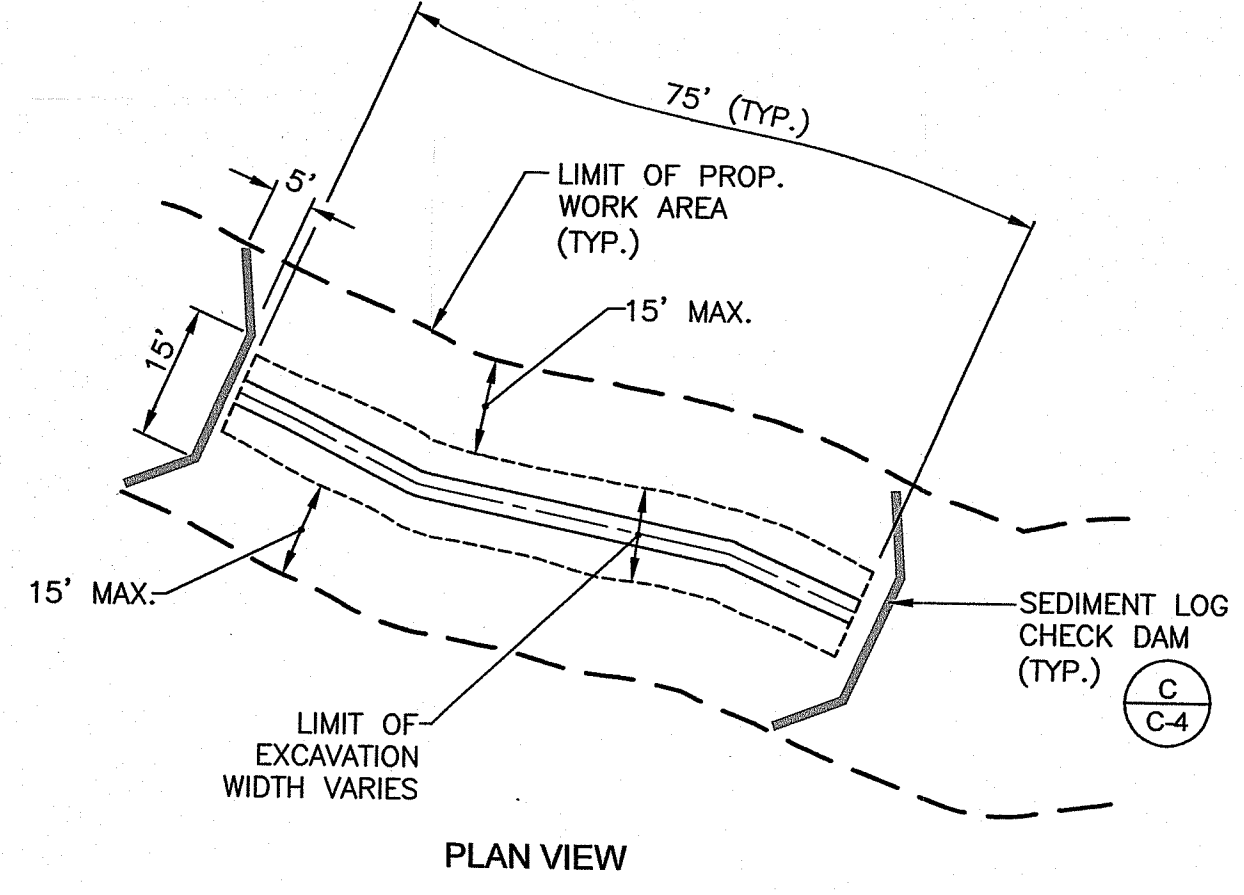 75' (TYP.)
5'
LIMIT OF PROP.
WORK AREA
(TYP.)
15' MAX.
15'
15' MAX.
SEDIMENT LOG
CHECK DAM
(TYP.)
C
C-4
LIMIT OF
EXCAVATION
WIDTH VARIES
PLAN VIEW